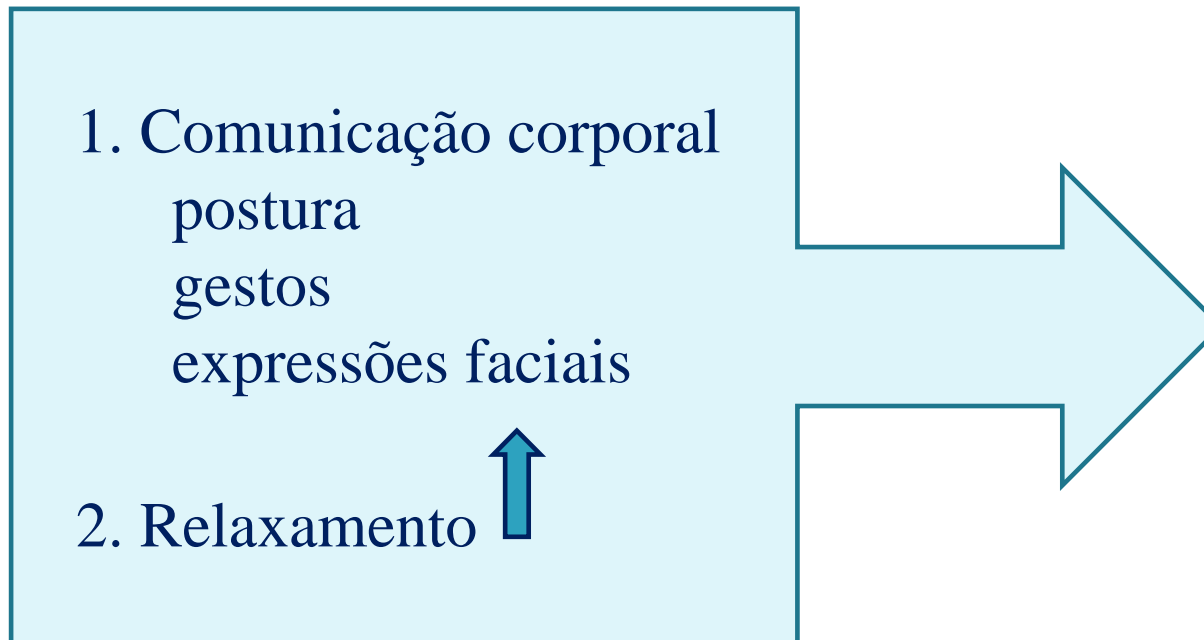 1. Comunicação corporal
postura
gestos
expressões faciais
2. Relaxamento